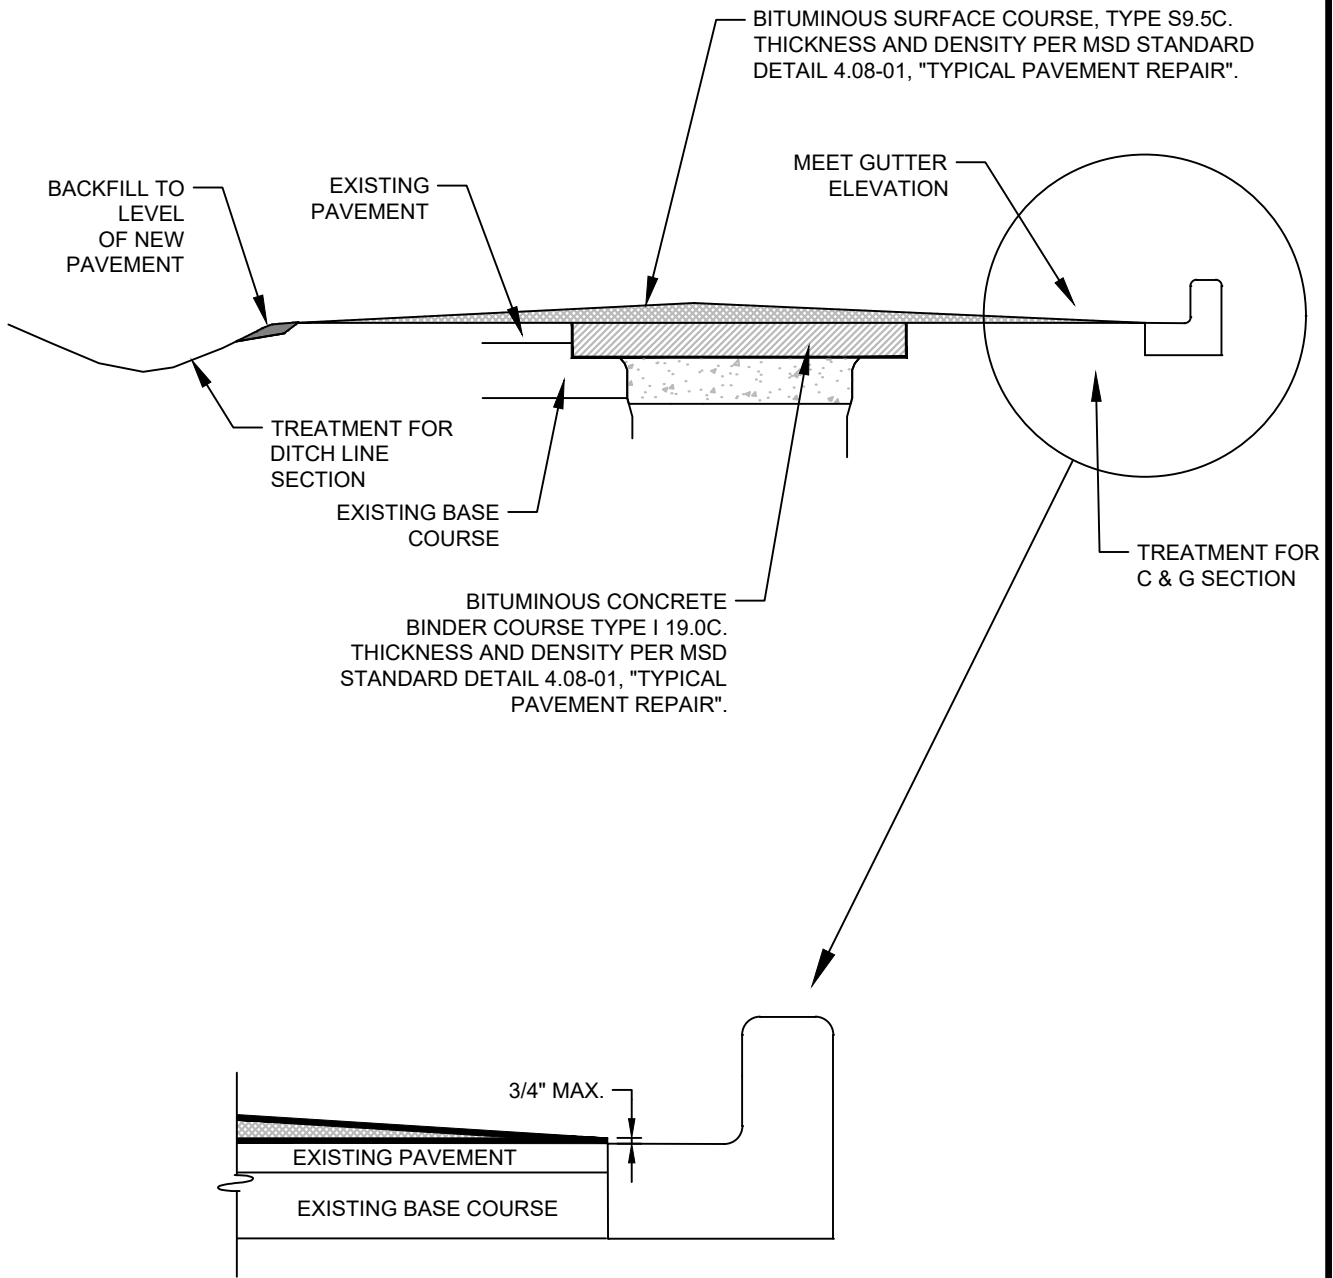 BITUMINOUS SURFACE COURSE, TYPE S9.5C.
THICKNESS AND DENSITY PER MSD STANDARD
DETAIL 4.08-01, "TYPICAL PAVEMENT REPAIR".
MEET GUTTER
ELEVATION
BACKFILL TO
LEVEL
OF NEW
PAVEMENT
EXISTING
PAVEMENT
TREATMENT FOR
DITCH LINE
SECTION
EXISTING BASE
COURSE
TREATMENT FOR
C & G SECTION
BITUMINOUS CONCRETE
BINDER COURSE TYPE I 19.0C.
THICKNESS AND DENSITY PER MSD
STANDARD DETAIL 4.08-01, "TYPICAL
PAVEMENT REPAIR".
3/4" MAX.
EXISTING PAVEMENT
EXISTING BASE COURSE